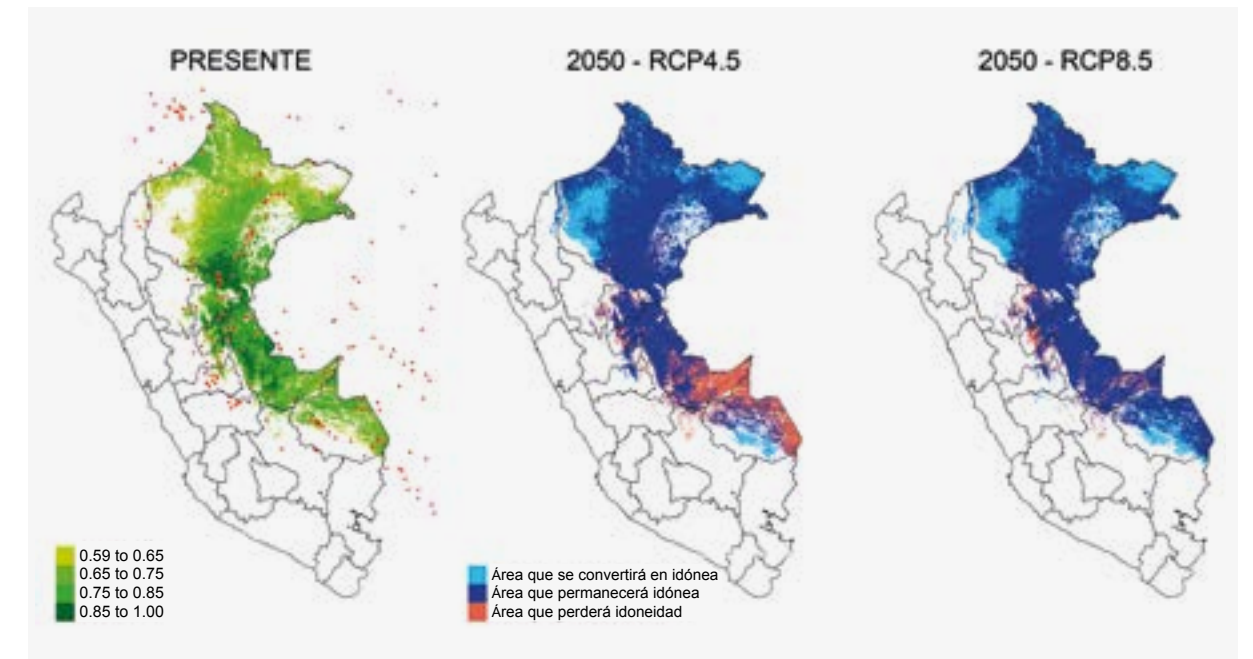 PRESENTE
2050 - RCP4.5
2050 - RCP8.5
0.59 to 0.65
0.65 to 0.75
0.75 to 0.85
0.85 to 1.00
Área que se convertirá en idónea
Área que permanecerá idónea
Área que perderá idoneidad